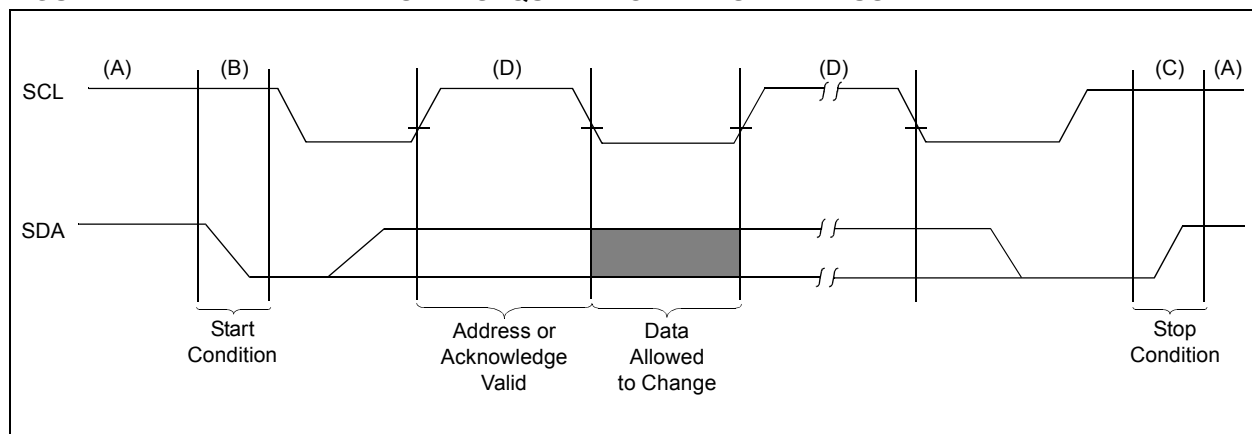 (A)
(B)
(D)
(D)
(C)
(A)
SCL
SDA
Start
Condition
Address or
Acknowledge
Valid
Data
Allowed
to Change
Stop
Condition